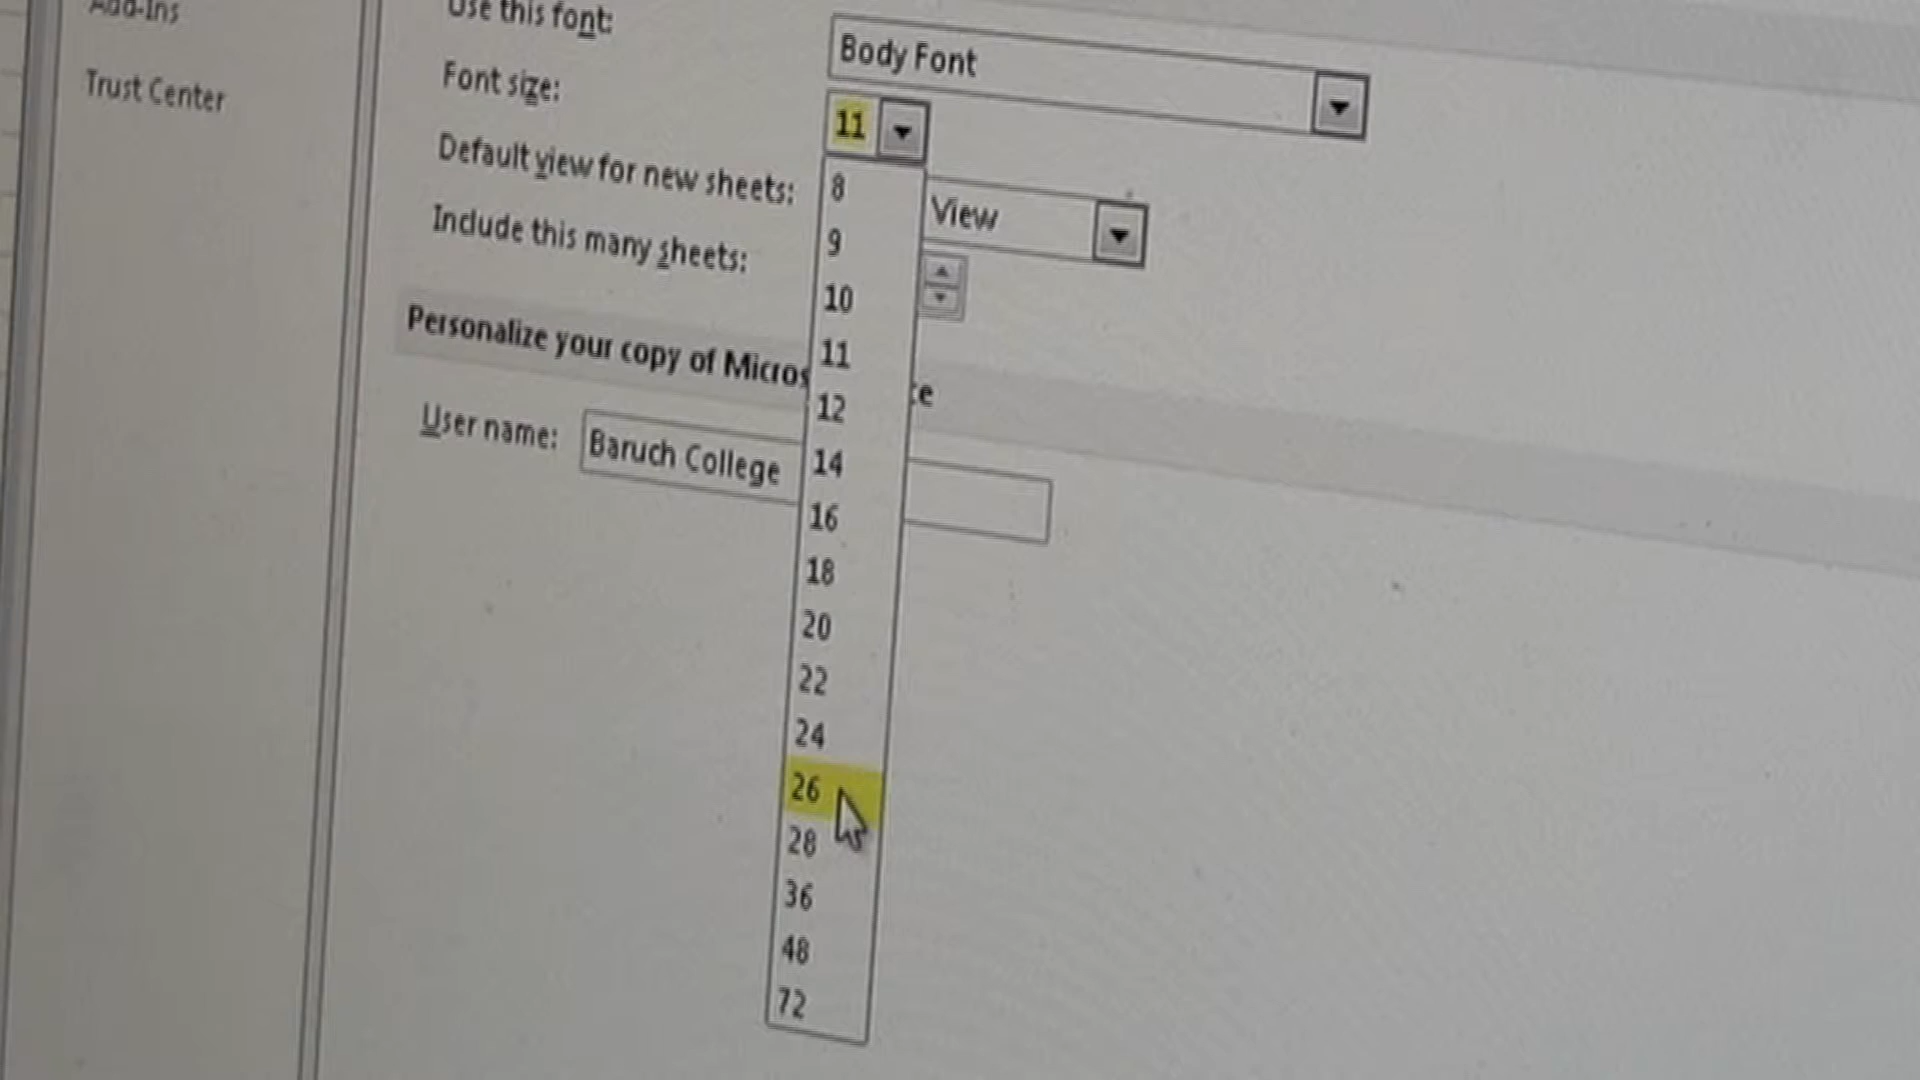 Add-Ins
Trust Center
Use this font:
Body Font
Font size:
11
Default view for new sheets:
View
Include this many sheets:
8
9
10
11
12
14
16
18
20
22
24
26
28
36
48
72
Personalize your copy of Micros
ce
User name:
Baruch College